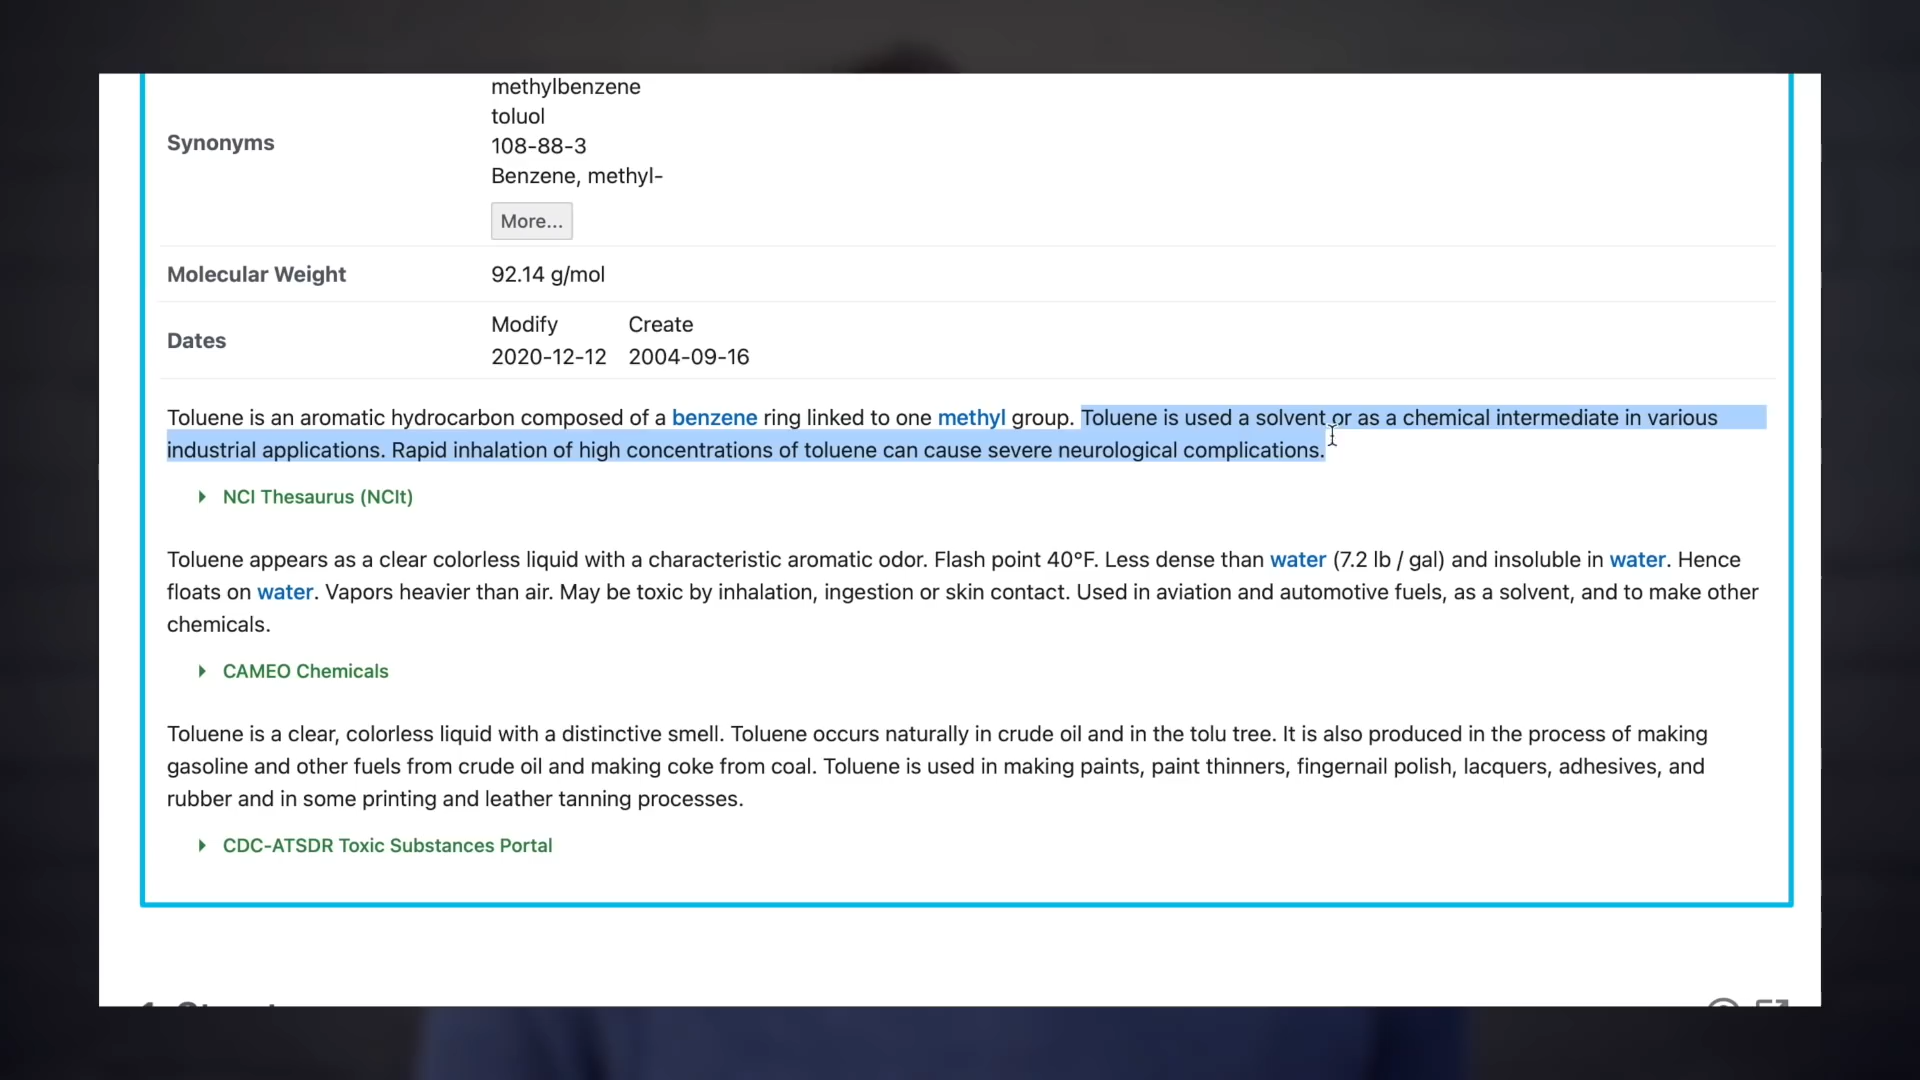 methylbenzene
toluol
Synonyms
108-88-3
Benzene, methyl-
More...
Molecular Weight 92.14 g/mol
Modify Create
Dates
2020-12-12 2004-09-16
Toluene is an aromatic hydrocarbon composed of a benzene ring linked to one methyl group. Toluene is used a solvent or as a chemical intermediate in various
industrial applications. Rapid inhalation of high concentrations of toluene can cause severe neurological complications.
NCI Thesaurus (NCIt)
Toluene appears as a clear colorless liquid with a characteristic aromatic odor. Flash point 40°F. Less dense than water (7.2 lb / gal) and insoluble in water. Hence
floats on water. Vapors heavier than air. May be toxic by inhalation, ingestion or skin contact. Used in aviation and automotive fuels, as a solvent, and to make other
chemicals.
CAMEO Chemicals
Toluene is a clear, colorless liquid with a distinctive smell. Toluene occurs naturally in crude oil and in the tolu tree. It is also produced in the process of making
gasoline and other fuels from crude oil and making coke from coal. Toluene is used in making paints, paint thinners, fingernail polish, lacquers, adhesives, and
rubber and in some printing and leather tanning processes.
CDC-ATSDR Toxic Substances Portal